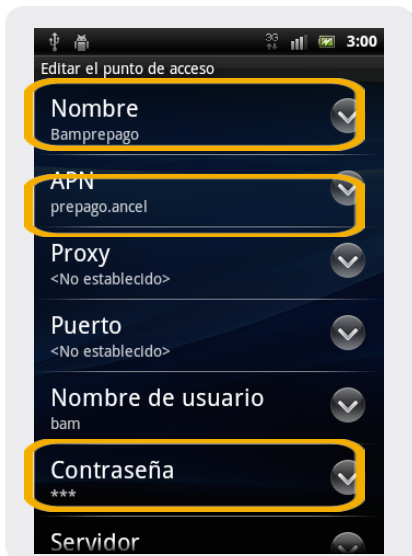 3G
3:00
Editar el punto de acceso
Nombre
Bamprepago
APN
prepago.ancel
Proxy
<No establecido>
Puerto
<No establecido>
Nombre de usuario
bam
Contraseña
***
Servidor